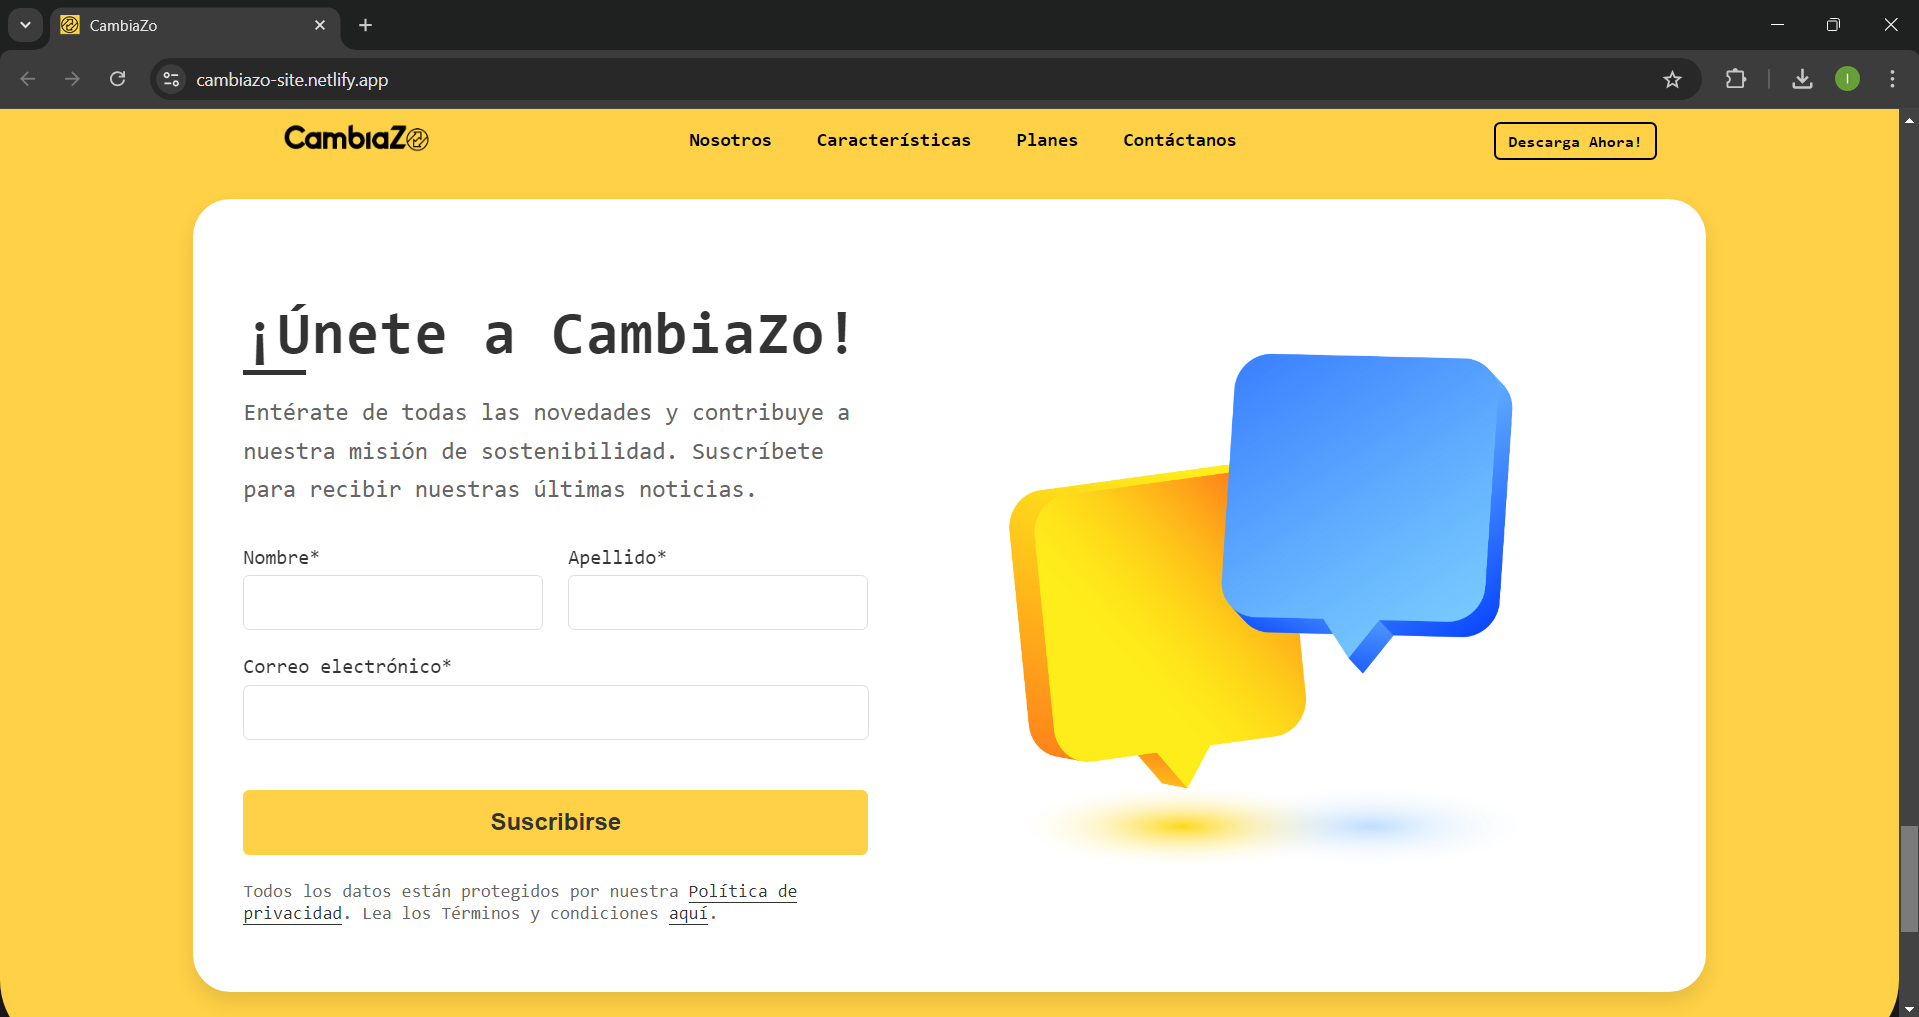 CambiaZo
cambiazo-site.netlify.app
I
CambiaZo
Nosotros
Características
Planes
Contáctanos
Descarga Ahora!
¡Únete a CambiaZo!
Entérate de todas las novedades y contribuye a
nuestra misión de sostenibilidad. Suscríbete
para recibir nuestras últimas noticias.
Nombre*
Apellido*
Correo electrónico*
Suscribirse
Todos los datos están protegidos por nuestra Política de
privacidad. Lea los Términos y condiciones aquí.